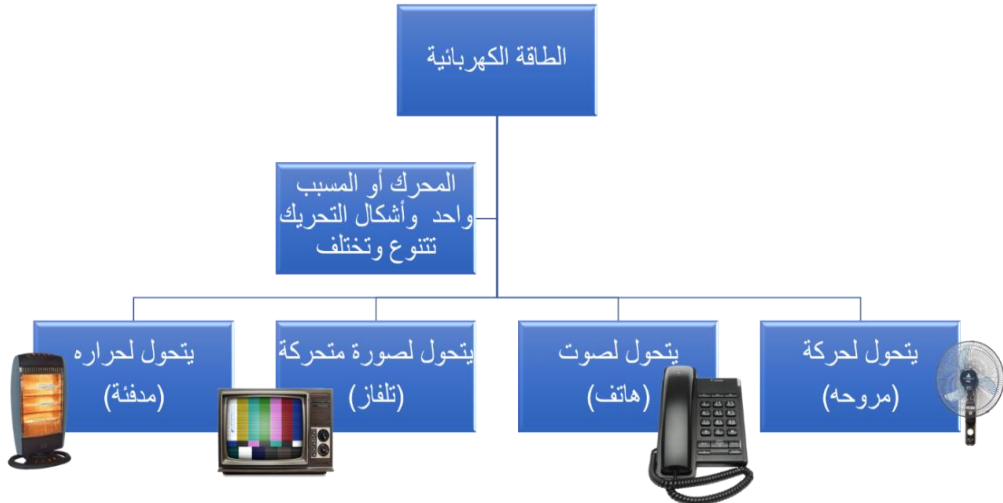 الطاقة الكهربائية
المحرك أو المسبب
واحد وأشكال التحريك
تتنوع وتختلف
يتحول لحركة
(مروحه)
يتحول لصوت
(هاتف)
يتحول لصورة متحركة
(تلفاز)
يتحول لحراره
(مدفئة)